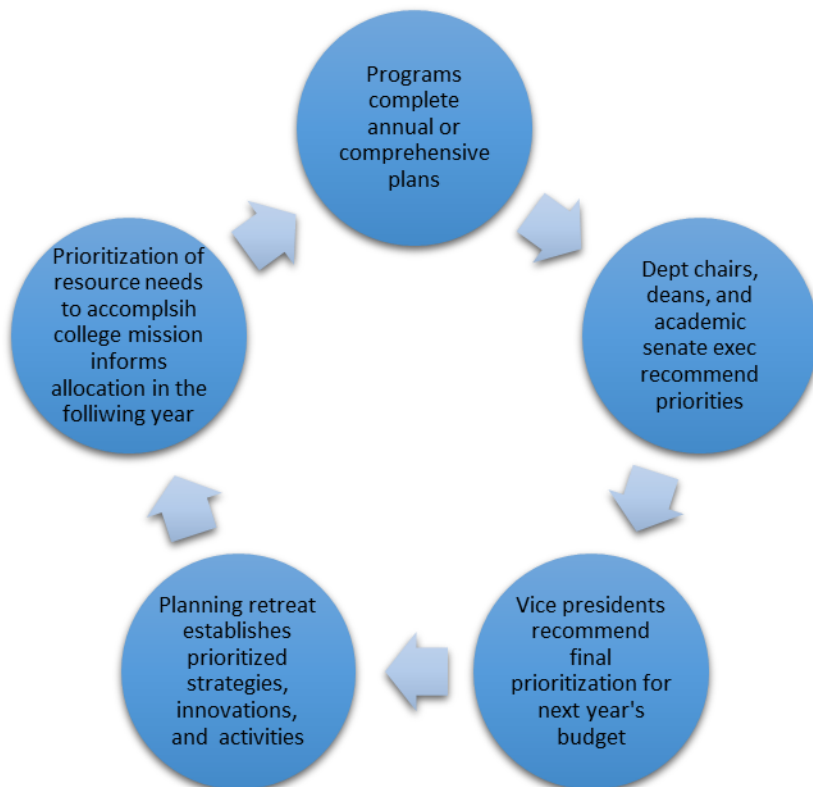 Programs
complete
annual or
comprehensive
plans
Dept chairs,
deans, and
academic
senate exec
recommend
priorities
Vice presidents
recommend
final
prioritization for
next year's
budget
Planning retreat
establishes
prioritized
strategies,
innovations,
and activities
Prioritization of
resource needs
to accomplsih
college mission
informs
allocation in the
folliwing year